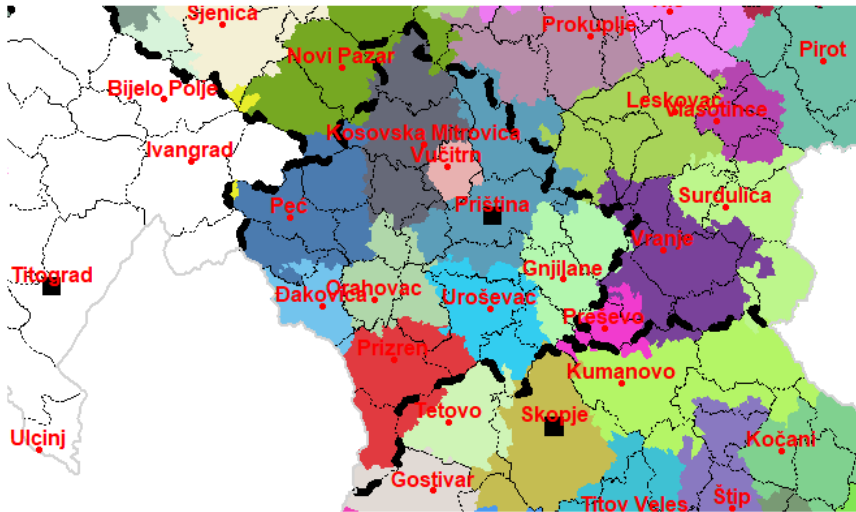 Sjenica
Prokuplje
Novi Pazar
Pirot
Bijelo Polje
Leskovac
Vlasotince
Kosovska Mitrovica
Ivangrad
Vučitrn
Surdulica
Peć
Priština
Vranje
Titograd
Gnjilane
Đakovica
Orahovac
Uroševac
Preševo
Prizren
Kumanovo
Tetovo
Skopje
Ulcinj
Kočani
Gostivar
Titov Veles
Štip